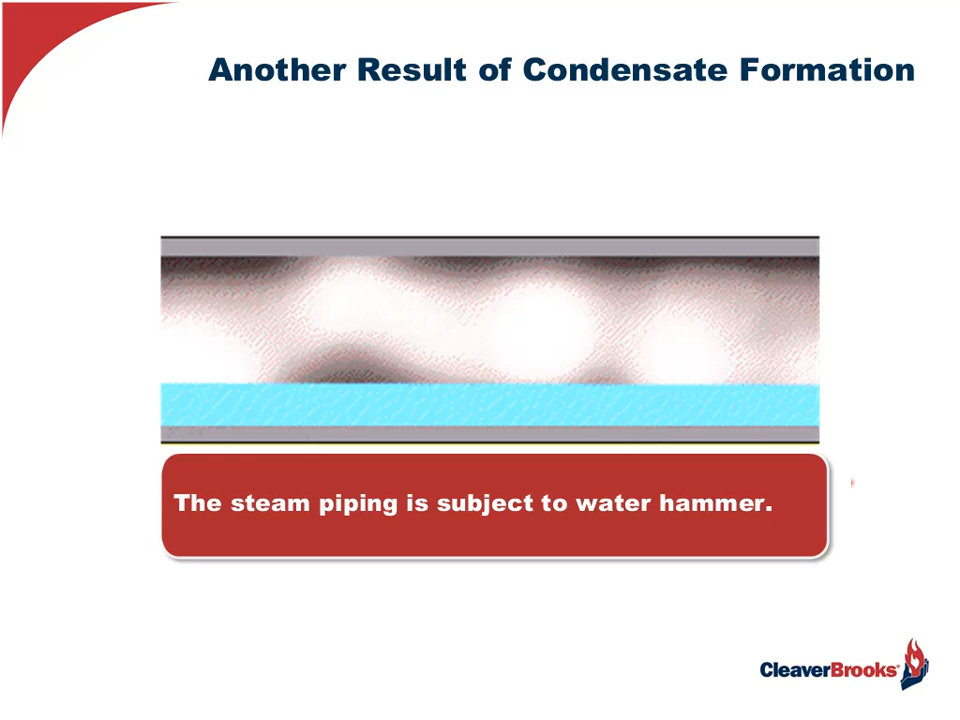 Another Result of Condensate Formation
The steam piping is subject to water hammer.
CleaverBrooks®